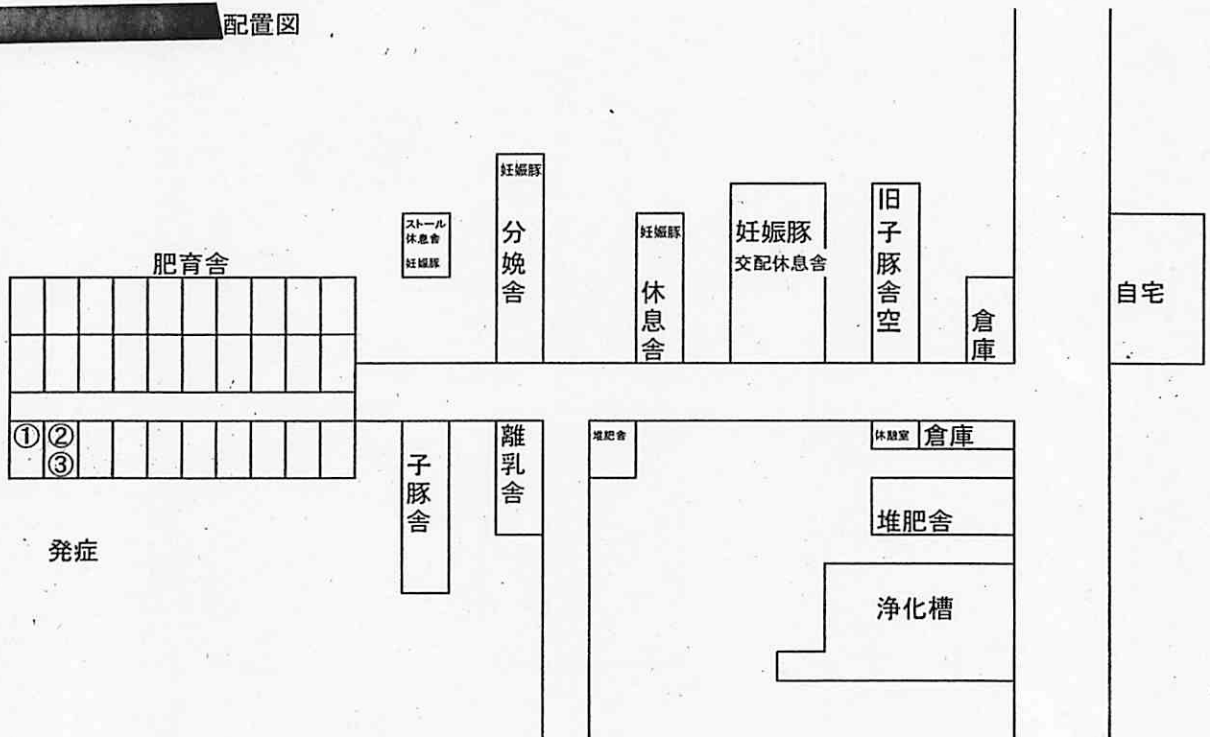 配置図
妊娠豚
分娩舎
ストール
休息舎
妊娠豚
肥育舎
妊娠豚
休息舎
妊娠豚
交配休息舎
旧子豚舎空
倉庫
自宅
①
②
③
発症
子豚舎
離乳舎
堆肥舎
休憩室
倉庫
堆肥舎
浄化槽